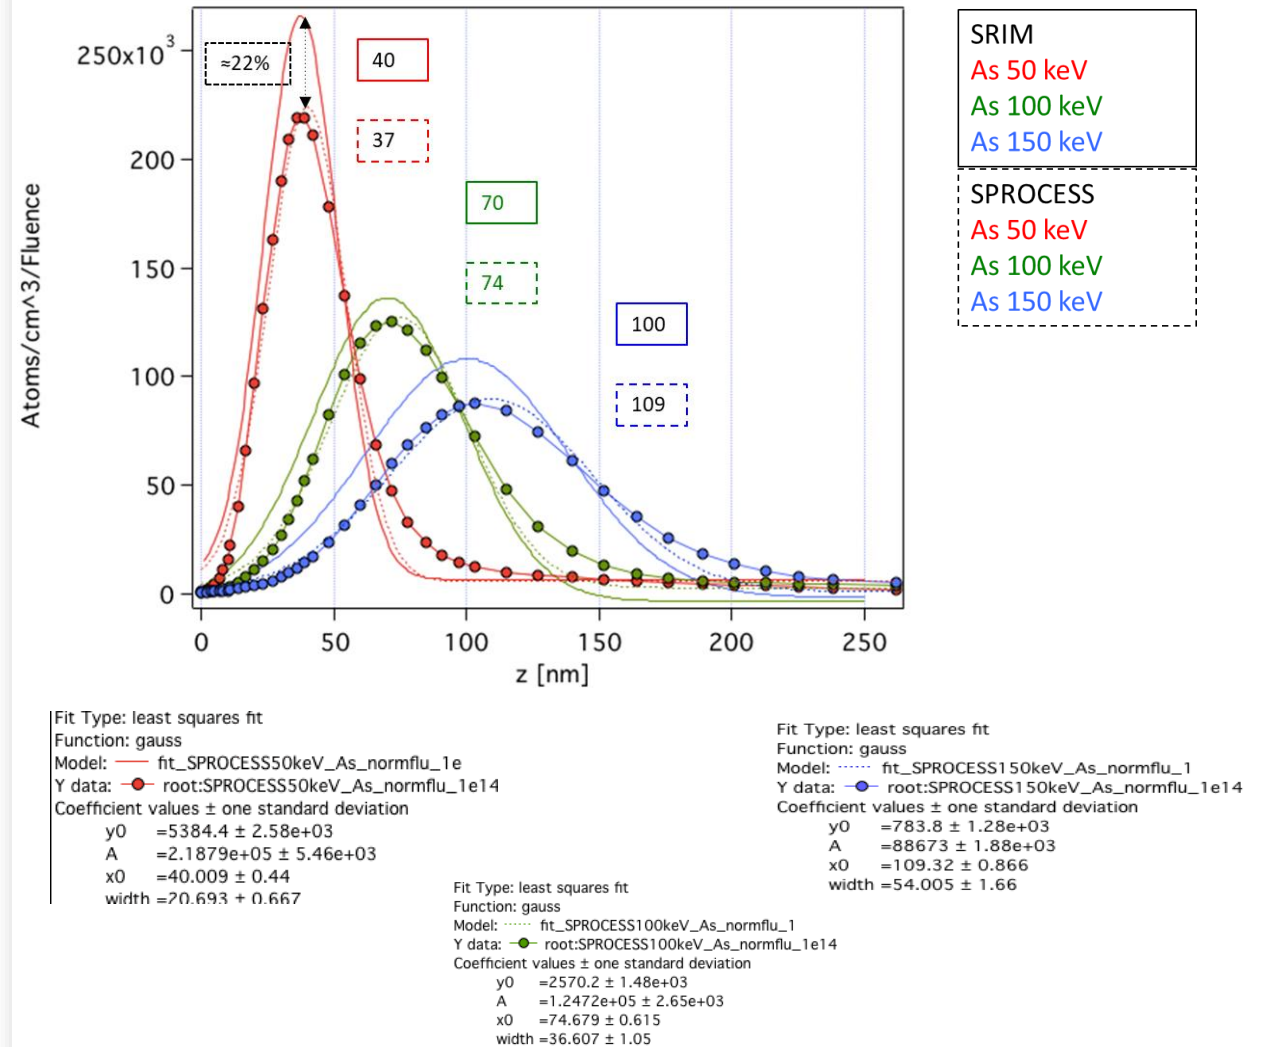 250x10³
200
150
100
50
0
Atoms/cm^3/Fluence
≈22%
40
37
70
74
100
109
0 50 100 150 200 250
z [nm]
SRIM
As 50 keV
As 100 keV
As 150 keV
SPROCESS
As 50 keV
As 100 keV
As 150 keV
Fit Type: least squares fit
Function: gauss
Model: fit_SPROCESS50keV_As_normflu_1e
Y data: root:SPROCESS50keV_As_normflu_1e14
Coefficient values ± one standard deviation
y0 =5384.4 ± 2.58e+03
A =2.1879e+05 ± 5.46e+03
x0 =40.009 ± 0.44
width =20.693 ± 0.667
Fit Type: least squares fit
Function: gauss
Model: fit_SPROCESS150keV_As_normflu_1
Y data: root:SPROCESS150keV_As_normflu_1e14
Coefficient values ± one standard deviation
y0 =783.8 ± 1.28e+03
A =88673 ± 1.88e+03
x0 =109.32 ± 0.866
width =54.005 ± 1.66
Fit Type: least squares fit
Function: gauss
Model: fit_SPROCESS100keV_As_normflu_1
Y data: root:SPROCESS100keV_As_normflu_1e14
Coefficient values ± one standard deviation
y0 =2570.2 ± 1.48e+03
A =1.2472e+05 ± 2.65e+03
x0 =74.679 ± 0.615
width =36.607 ± 1.05